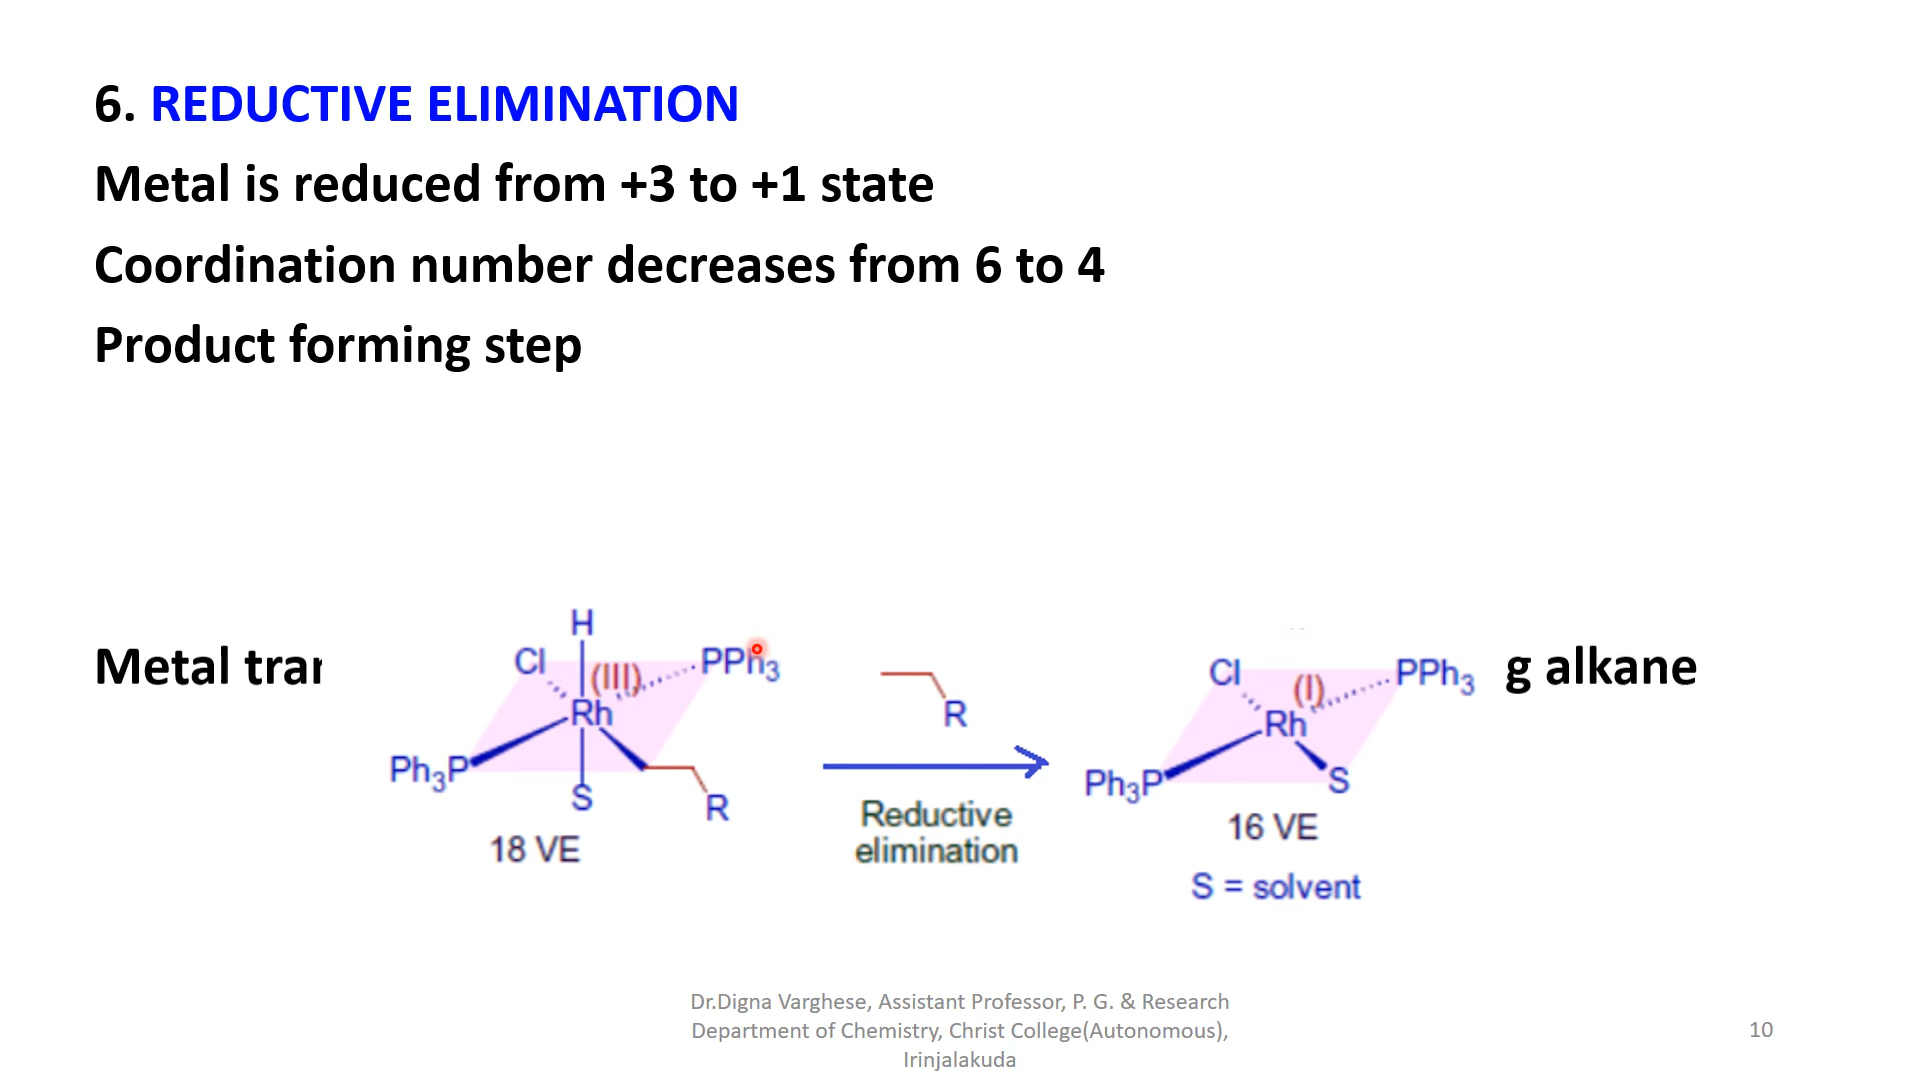 6. REDUCTIVE ELIMINATION
Metal is reduced from +3 to +1 state
Coordination number decreases from 6 to 4
Product forming step
Metal
g alkane
H
Cl
(III)
PPh3
Rh
Ph3P
S
R
18 VE
R
Reductive
elimination
Cl
(I)
PPh3
Rh
Ph3P
S
16 VE
S = solvent
Dr.Digna Varghese, Assistant Professor, P. G. & Research
Department of Chemistry, Christ College(Autonomous),
Irinjalakuda
10